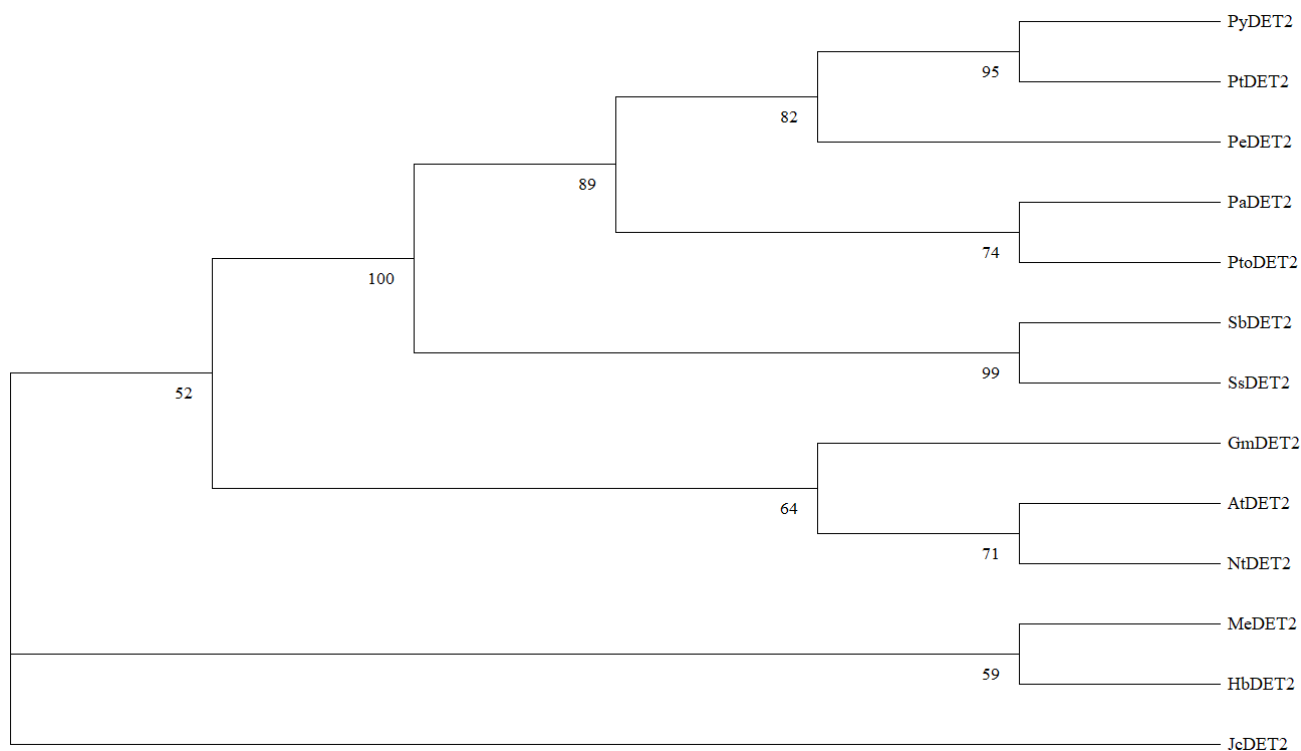 PyDET2
95
PtDET2
82
PeDET2
89
PaDET2
74
PtoDET2
100
SbDET2
99
SsDET2
52
GmDET2
64
AtDET2
71
NtDET2
MeDET2
59
HbDET2
JcDET2